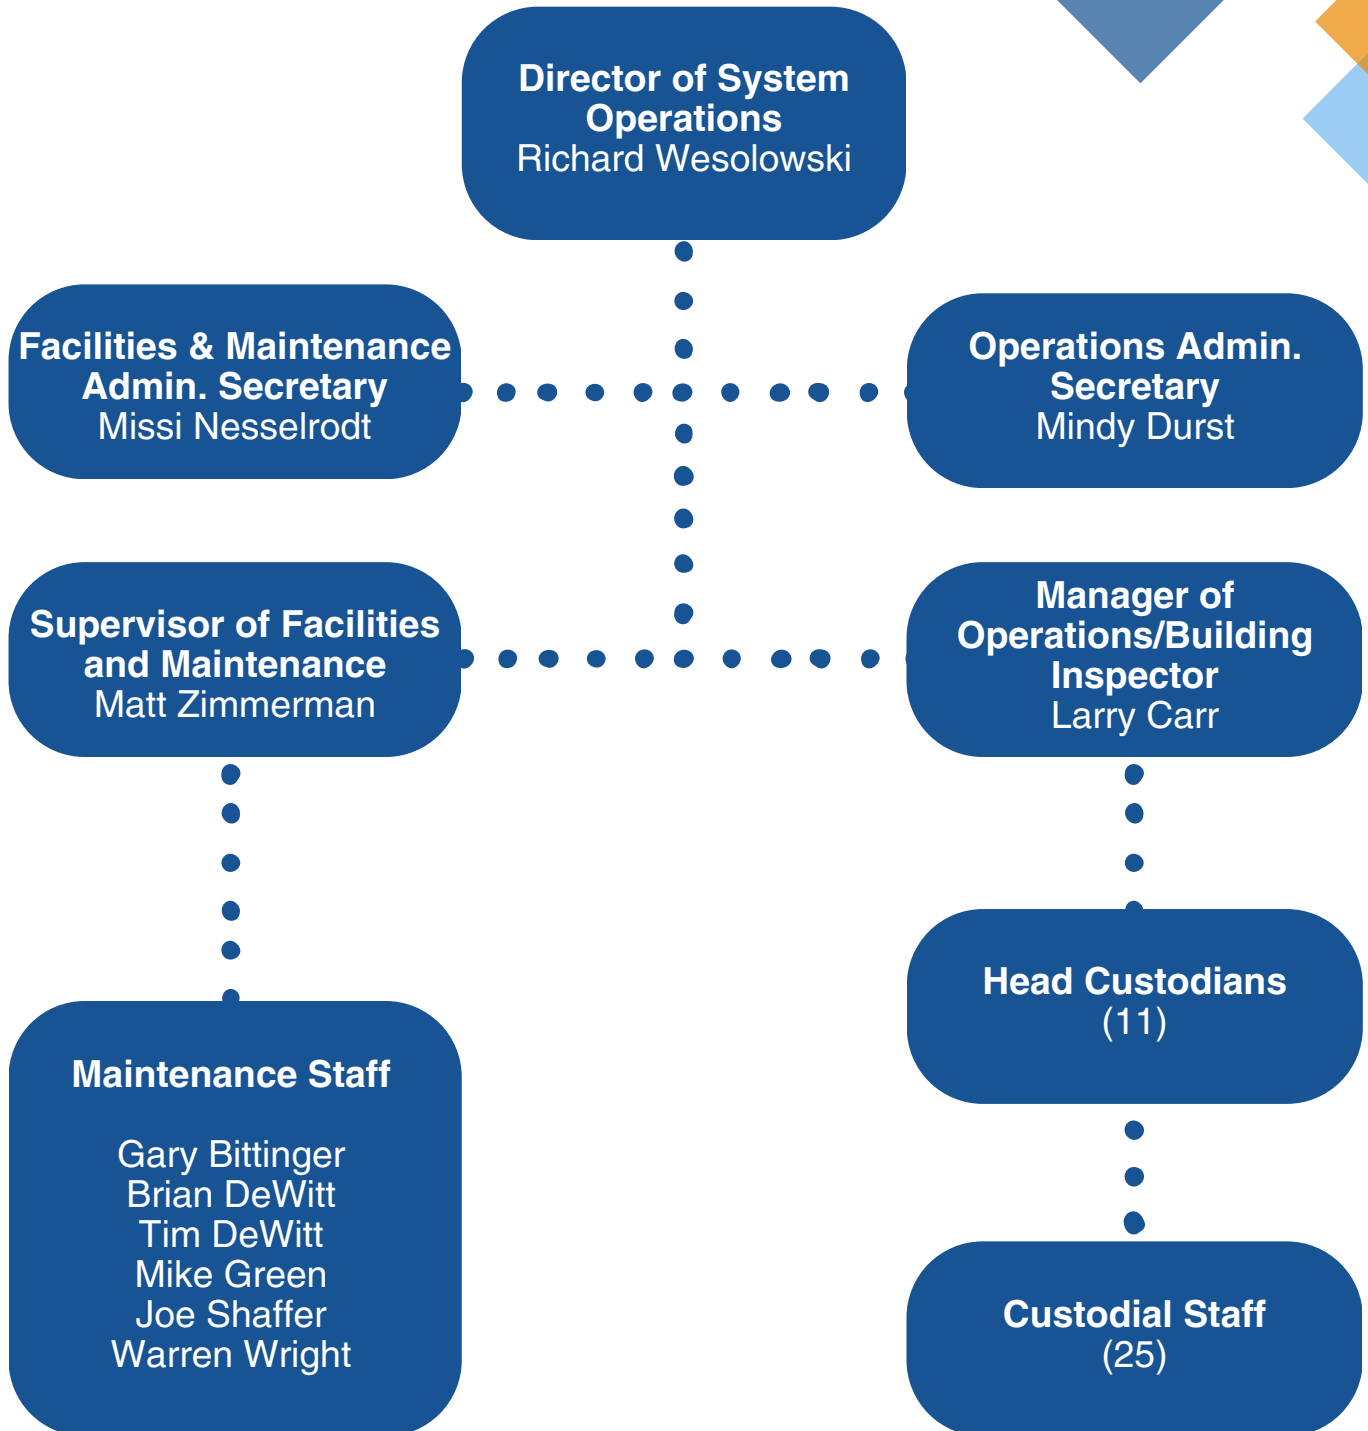 Director of System
Operations
Richard Wesolowski
Facilities & Maintenance
Admin. Secretary
Missi Nesselrodt
Operations Admin.
Secretary
Mindy Durst
Supervisor of Facilities
and Maintenance
Matt Zimmerman
Manager of
Operations/Building
Inspector
Larry Carr
Maintenance Staff
Gary Bittinger
Brian DeWitt
Tim DeWitt
Mike Green
Joe Shaffer
Warren Wright
Head Custodians
(11)
Custodial Staff
(25)